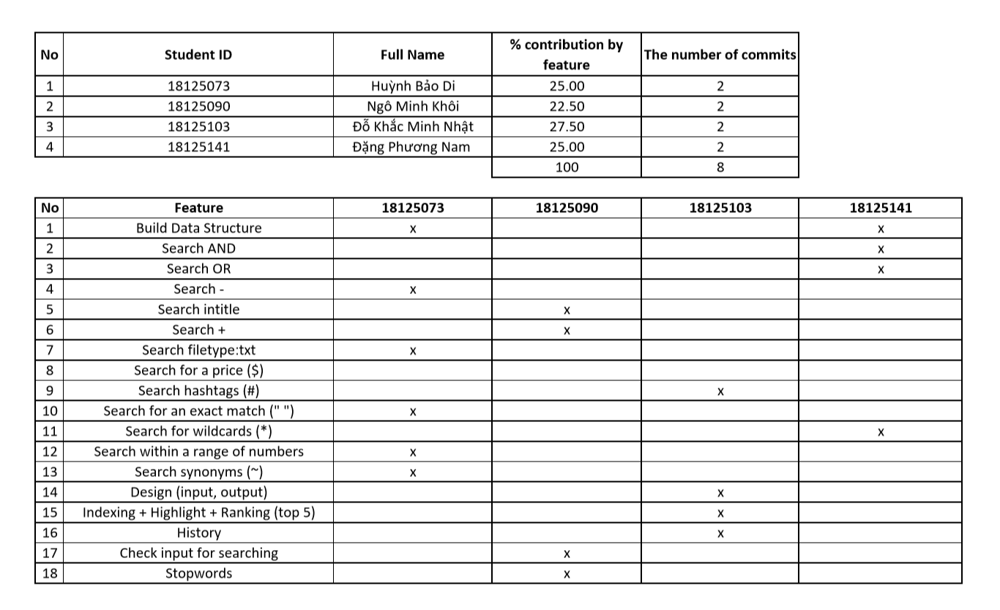 No Student ID Full Name % contribution by feature The number of commits
1 18125073 Huỳnh Bảo Di 25.00 2
2 18125090 Ngô Minh Khôi 22.50 2
3 18125103 Đỗ Khắc Minh Nhật 27.50 2
4 18125141 Đặng Phương Nam 25.00 2
100 8
No Feature 18125073 18125090 18125103 18125141
1 Build Data Structure x x
2 Search AND x
3 Search OR x
4 Search - x
5 Search intitle x
6 Search + x
7 Search filetype:txt x
8 Search for a price ($)
9 Search hashtags (#) x
10 Search for an exact match (" ") x
11 Search for wildcards (*) x
12 Search within a range of numbers x
13 Search synonyms (~) x
14 Design (input, output) x
15 Indexing + Highlight + Ranking (top 5) x
16 History x
17 Check input for searching x
18 Stopwords x